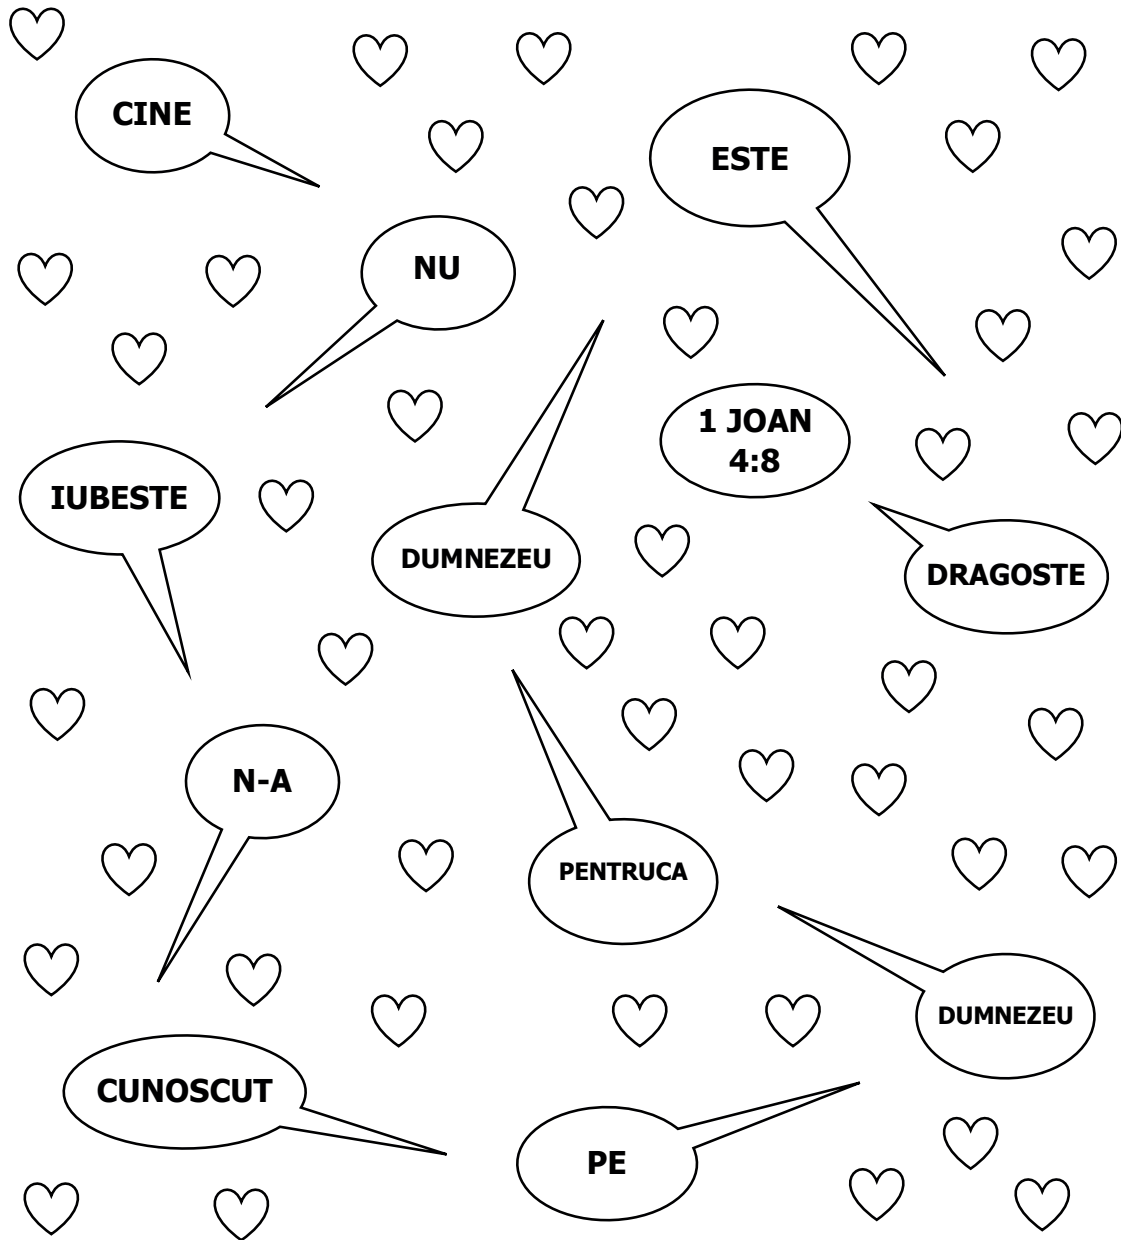 CINE
NU
IUBESTE
N-A
CUNOSCUT
PE
DUMNEZEU
PENTRUCA
DUMNEZEU
ESTE
DRAGOSTE
1 JOAN
4:8